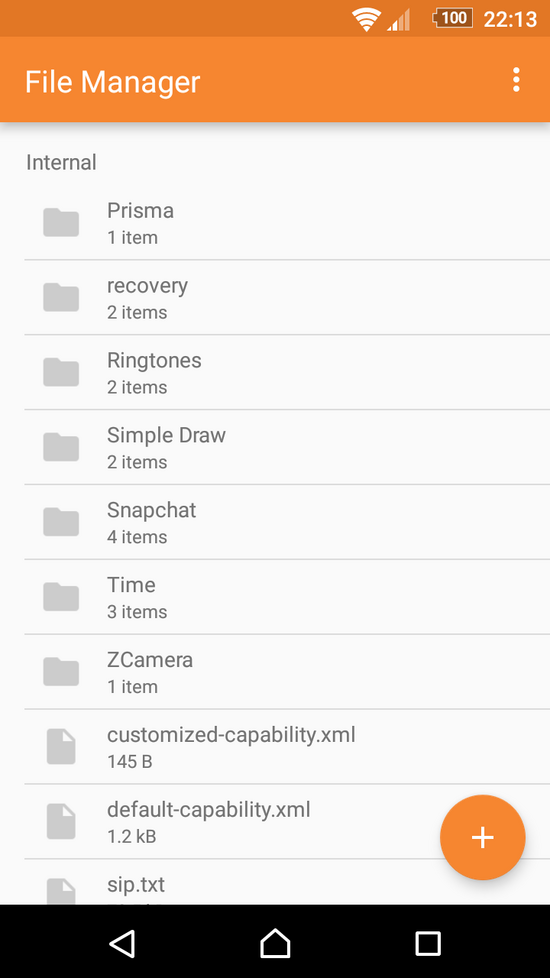 100 22:13
File Manager
Internal
Prisma
1 item
recovery
2 items
Ringtones
2 items
Simple Draw
2 items
Snapchat
4 items
Time
3 items
ZCamera
1 item
customized-capability.xml
145 B
default-capability.xml
1.2 kB
sip.txt